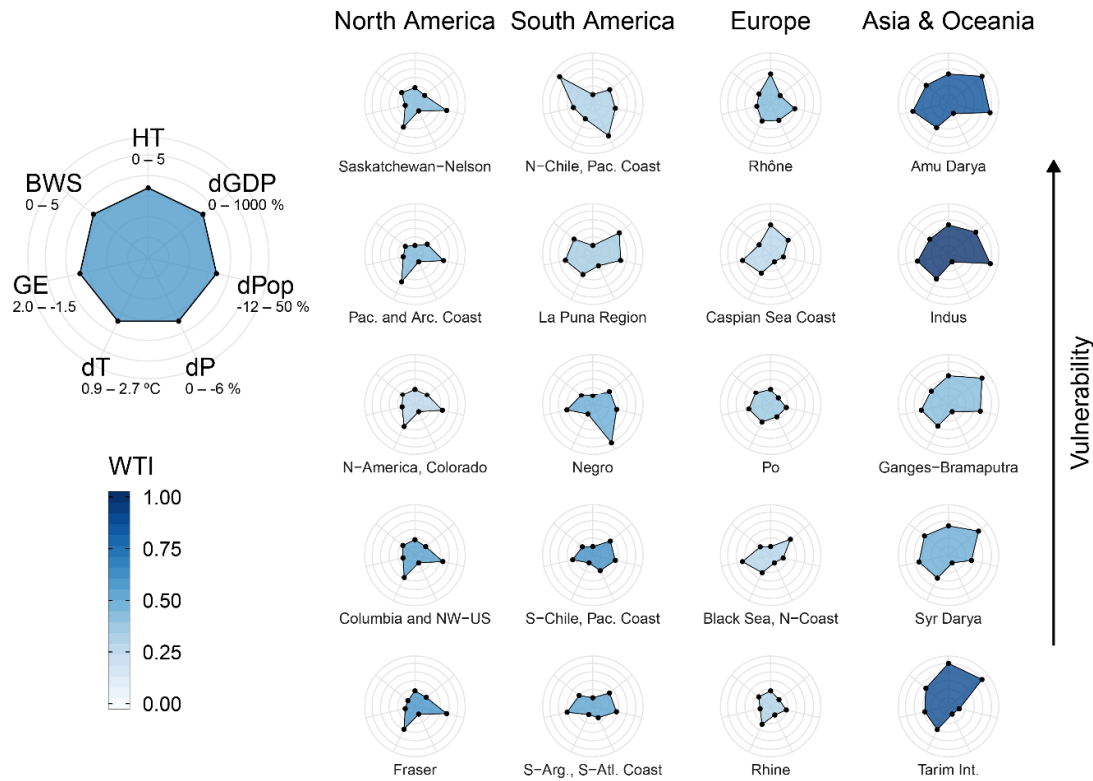 North America
South America
Europe
Asia & Oceania
HT
0 – 5
BWS
0 – 5
dGDP
0 – 1000 %
GE
2.0 – -1.5
dPop
-12 – 50 %
dT
0.9 – 2.7 ºC
dP
0 – -6 %
WTI
1.00
0.75
0.50
0.25
0.00
Saskatchewan−Nelson
N−Chile, Pac. Coast
Rhône
Amu Darya
Pac. and Arc. Coast
La Puna Region
Caspian Sea Coast
Indus
N−America, Colorado
Negro
Po
Ganges−Bramaputra
Columbia and NW−US
S−Chile, Pac. Coast
Black Sea, N−Coast
Syr Darya
Fraser
S−Arg., S−Atl. Coast
Rhine
Tarim Int.
Vulnerability